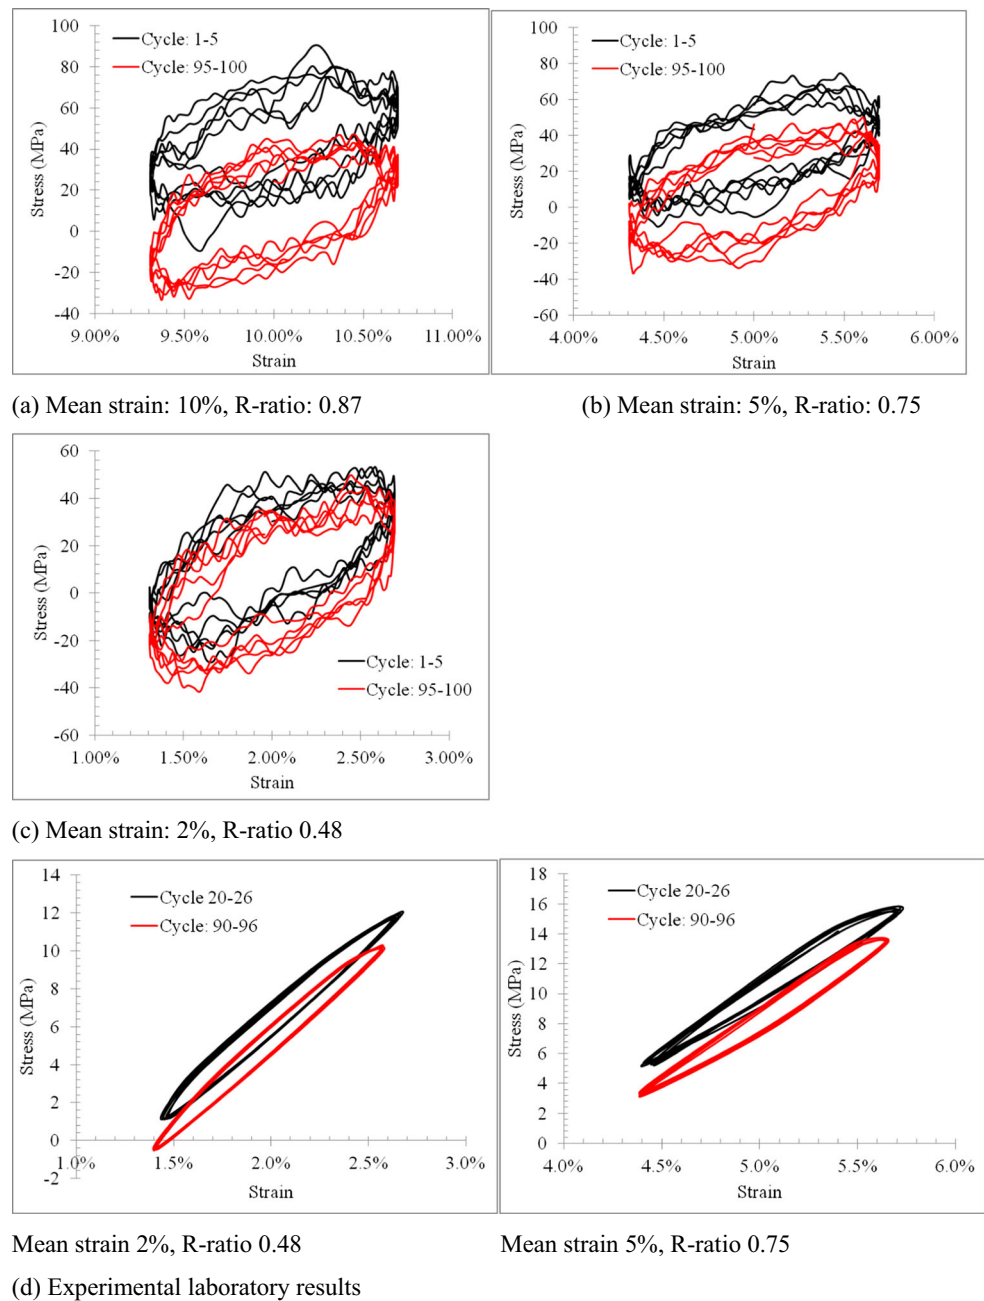 100
80
60
40
20
0
-20
-40
Stress (MPa)
Cycle: 1-5
Cycle: 95-100
9.00% 9.50% 10.00% 10.50% 11.00%
Strain
100
80
60
40
20
0
-20
-40
-60
Stress (MPa)
Cycle: 1-5
Cycle: 95-100
4.00% 4.50% 5.00% 5.50% 6.00%
Strain
(a) Mean strain: 10%, R-ratio: 0.87
(b) Mean strain: 5%, R-ratio: 0.75
60
40
20
0
-20
-40
-60
Stress (MPa)
Cycle: 1-5
Cycle: 95-100
1.00% 1.50% 2.00% 2.50% 3.00%
Strain
(c) Mean strain: 2%, R-ratio 0.48
14
12
10
8
6
4
2
0
-2
Stress (MPa)
Cycle 20-26
Cycle: 90-96
1.0% 1.5% 2.0% 2.5% 3.0%
Strain
18
16
14
12
10
8
6
4
2
0
Stress (MPa)
Cycle 20-26
Cycle: 90-96
4.0% 4.5% 5.0% 5.5% 6.0%
Strain
Mean strain 2%, R-ratio 0.48
Mean strain 5%, R-ratio 0.75
(d) Experimental laboratory results